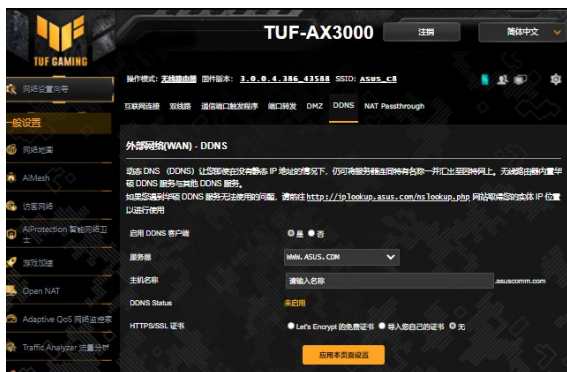 TUF-AX3000
注销
简体中文
TUF GAMING
操作模式: 无线路由器 固件版本: 3.0.0.4.386_43588 SSID: ASUS_C8
网络设置向导
互联网连接 双线路 通信端口触发程序 端口转发 DMZ DDNS NAT Passthrough
一般设置
网络地图
外部网络(WAN) - DDNS
AiMesh
动态 DNS (DDNS) 让您即使在没有静态 IP 地址的情况下，仍可将服务器连同特有名称一并汇出至因特网上。无线路由器内置华
硕 DDNS 服务与其他 DDNS 服务。
如果您遇到华硕 DDNS 服务无法使用的问题，请前往 http://iplookup.asus.com/nslookup.php 网站取得您的实体 IP 位置
以进行使用
访客网络
AiProtection 智能网络卫
士
启用 DDNS 客户端
是 否
游戏加速
服务器
WWW.ASUS.COM
主机名称
请输入名称
.asuscomm.com
Open NAT
DDNS Status
未启用
Adaptive QoS 网络监控家
HTTPS/SSL 证书
Let's Encrypt 的免费证书 导入您自己的证书 无
Traffic Analyzer 流量分析
应用本页面设置